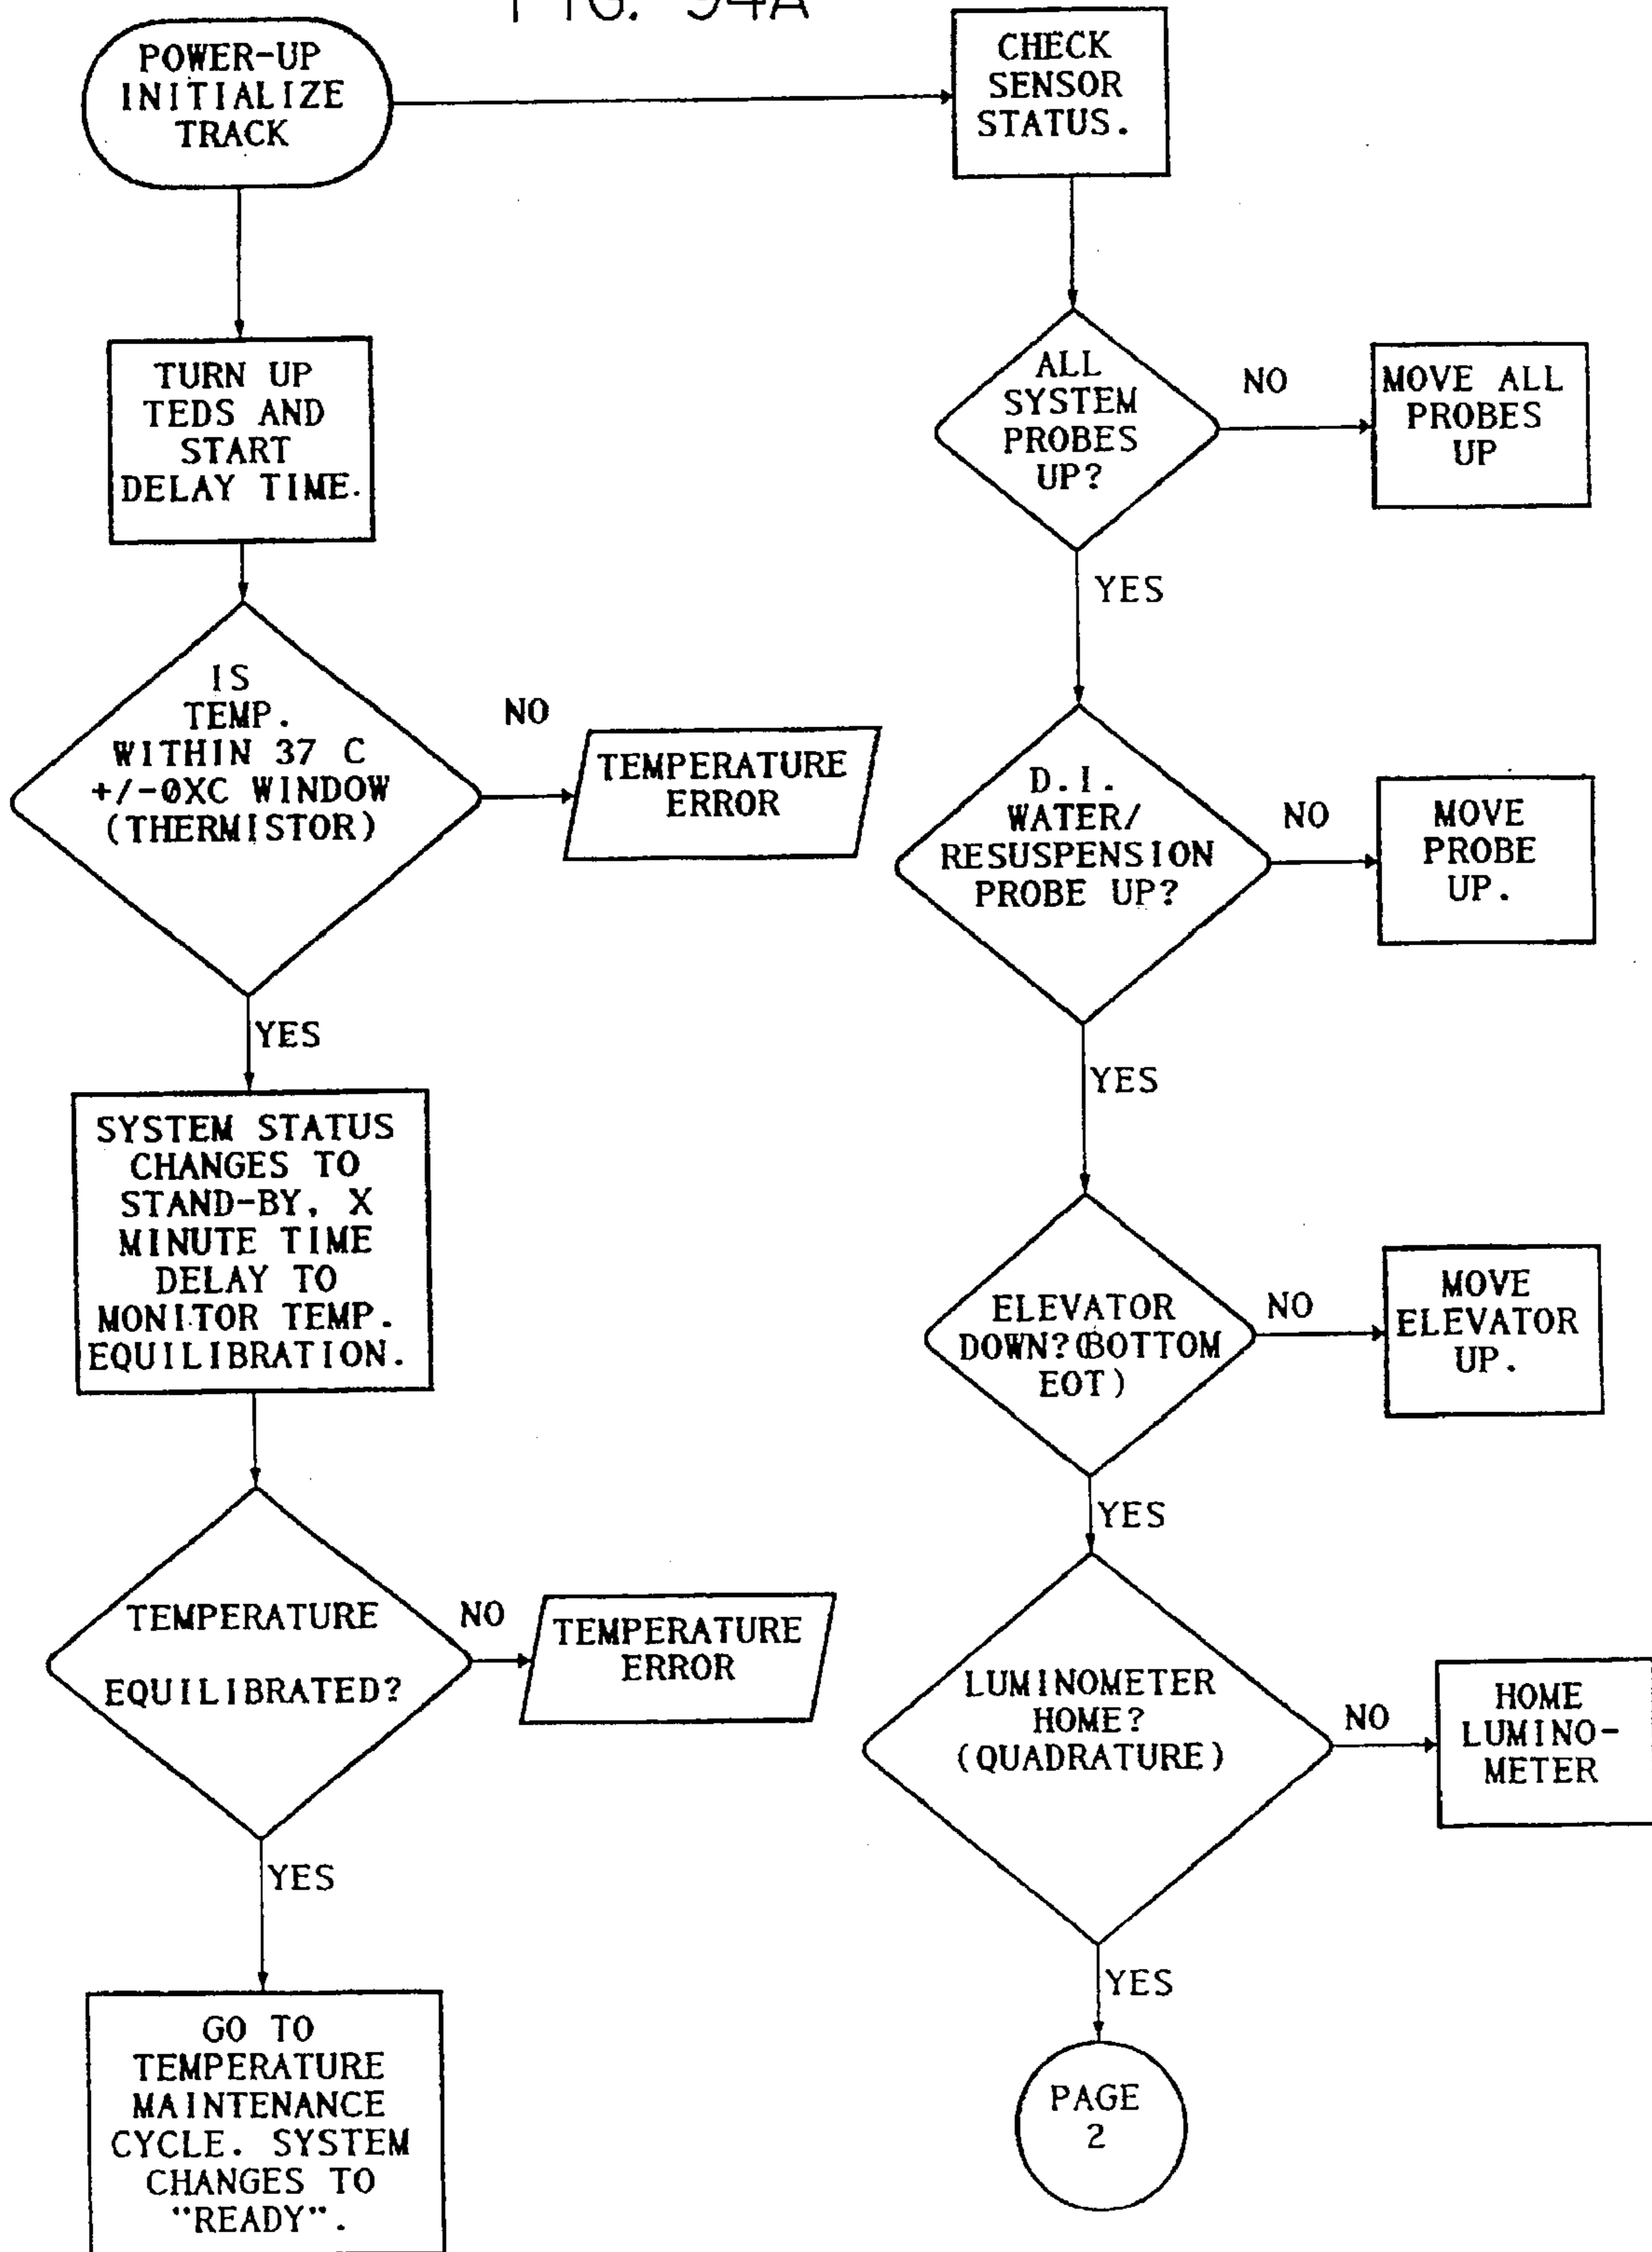 FIG. 94A
POWER-UP
INITIALIZE
TRACK
CHECK
SENSOR
STATUS.
TURN UP
TEDS AND
START
DELAY TIME.
ALL
SYSTEM
PROBES
UP?
NO
MOVE ALL
PROBES
UP
YES
IS
TEMP.
WITHIN 37 C
+/-0XC WINDOW
(THERMISTOR)
NO
TEMPERATURE
ERROR
D.I.
WATER/
RESUSPENSION
PROBE UP?
NO
MOVE
PROBE
UP.
YES
YES
SYSTEM STATUS
CHANGES TO
STAND-BY, X
MINUTE TIME
DELAY TO
MONITOR TEMP.
EQUILIBRATION.
ELEVATOR
DOWN?(BOTTOM
EOT)
NO
MOVE
ELEVATOR
UP.
YES
TEMPERATURE
EQUILIBRATED?
NO
TEMPERATURE
ERROR
LUMINOMETER
HOME?
(QUADRATURE)
NO
HOME
LUMINO-
METER
YES
YES
GO TO
TEMPERATURE
MAINTENANCE
CYCLE. SYSTEM
CHANGES TO
"READY".
PAGE
2